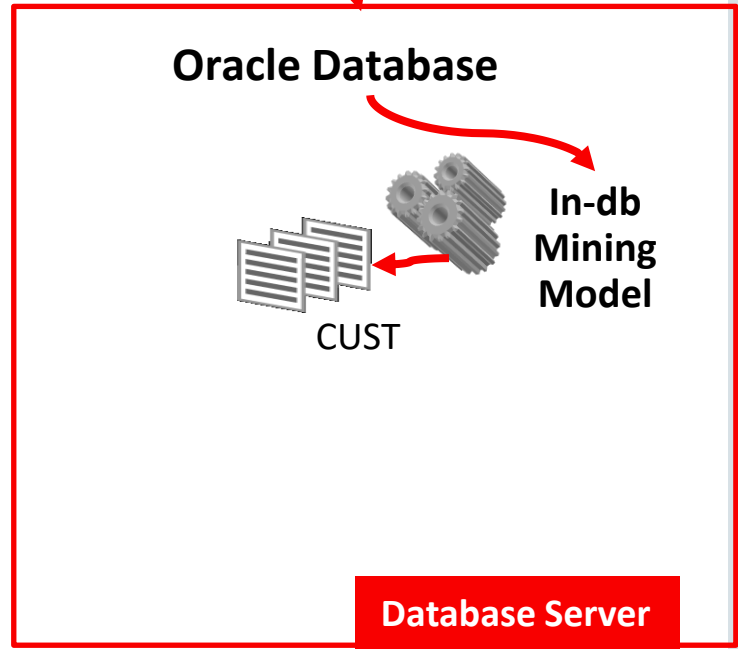 Oracle Database
In-db
Mining
Model
CUST
Database Server